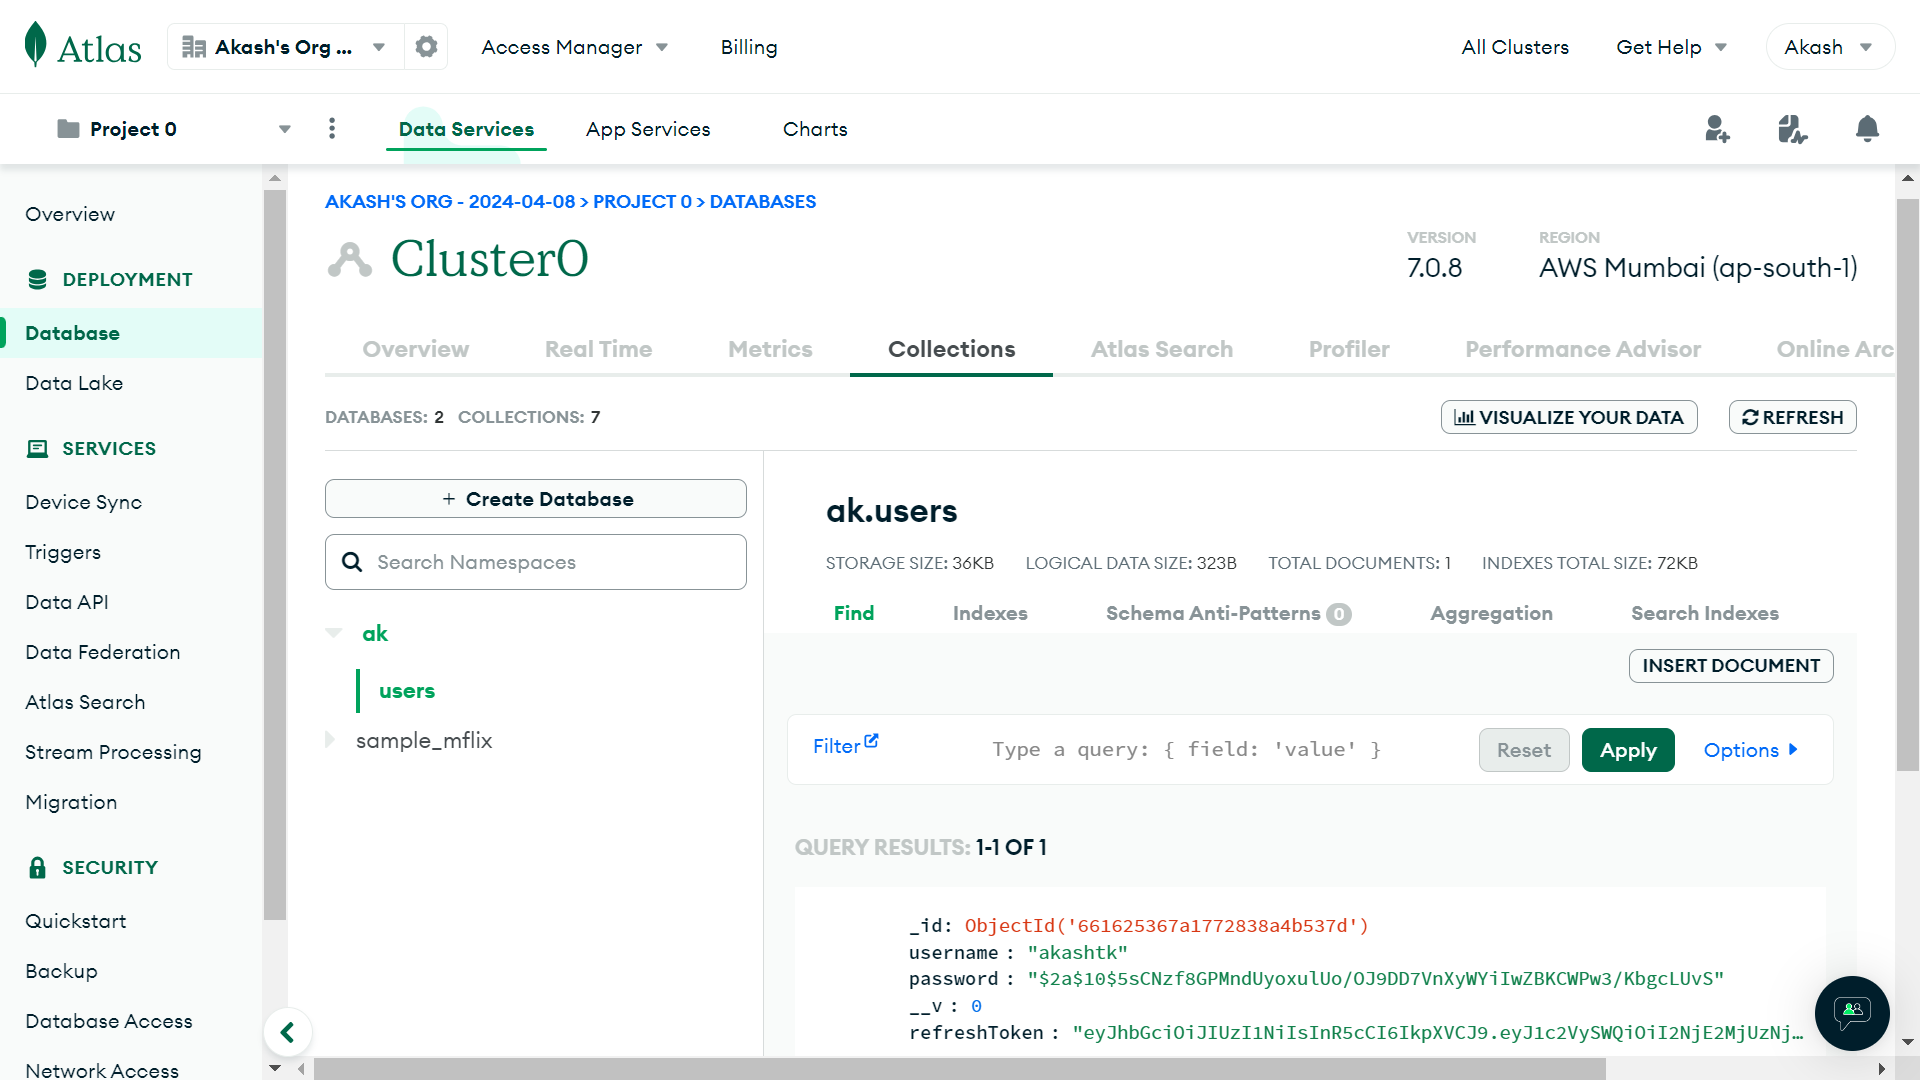 Atlas
Akash's Org ...
Access Manager
Billing
All Clusters
Get Help
Akash
Project 0
Data Services
App Services
Charts
Overview
DEPLOYMENT
Database
Data Lake
SERVICES
Device Sync
Triggers
Data API
Data Federation
Atlas Search
Stream Processing
Migration
SECURITY
Quickstart
Backup
Database Access
Network Access
AKASH'S ORG - 2024-04-08 > PROJECT 0 > DATABASES
Cluster0
VERSION
7.0.8
REGION
AWS Mumbai (ap-south-1)
Overview
Real Time
Metrics
Collections
Atlas Search
Profiler
Performance Advisor
Online Arc
DATABASES: 2 COLLECTIONS: 7
VISUALIZE YOUR DATA
REFRESH
+ Create Database
Search Namespaces
ak
users
sample_mflix
ak.users
STORAGE SIZE: 36KB
LOGICAL DATA SIZE: 323B
TOTAL DOCUMENTS: 1
INDEXES TOTAL SIZE: 72KB
Find
Indexes
Schema Anti-Patterns 0
Aggregation
Search Indexes
INSERT DOCUMENT
Filter
Type a query: { field: 'value' }
Reset
Apply
Options
QUERY RESULTS: 1-1 OF 1
_id: ObjectId('661625367a1772838a4b537d')
username : "akashtk"
password : "$2a$10$5sCNzf8GPMndUyoxulUo/OJ9DD7VnXyWYiIwZBKCWPw3/KbgcLUvS"
__v : 0
refreshToken : "eyJhbGciOiJIUzI1NiIsInR5cCI6IkpXVCJ9.eyJ1c2VySWQiOiI2NjE2MjUzNj…